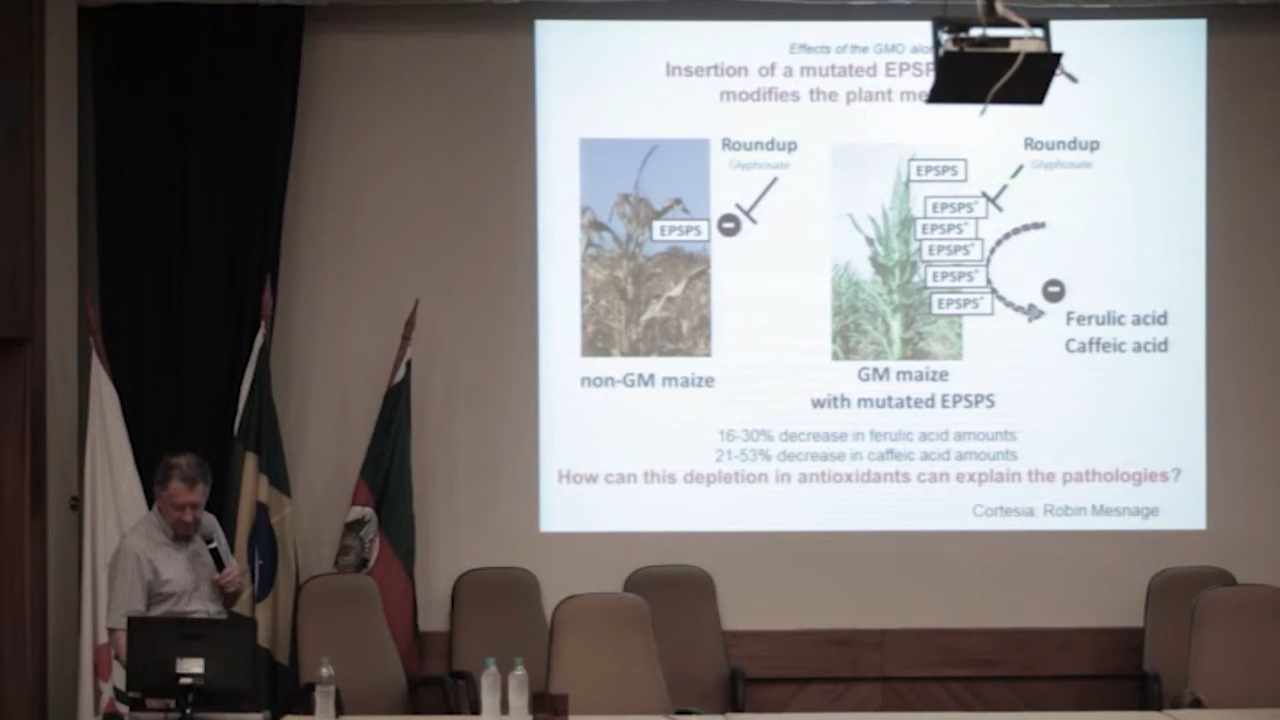 Effects of the GMO
Insertion of a mutated
modifies the plant
Roundup
Glyphosate
EPSPS
non-GM maize
Roundup
Glyphosate
EPSPS
EPSPS*
EPSPS*
EPSPS*
EPSPS*
EPSPS*
Ferulic acid
Caffeic acid
GM maize
with mutated EPSPS
16-30% decrease in ferulic acid amounts
21-53% decrease in caffeic acid amounts
How can this depletion in antioxidants can explain the pathologies?
Cortesia: Robin Mesnage